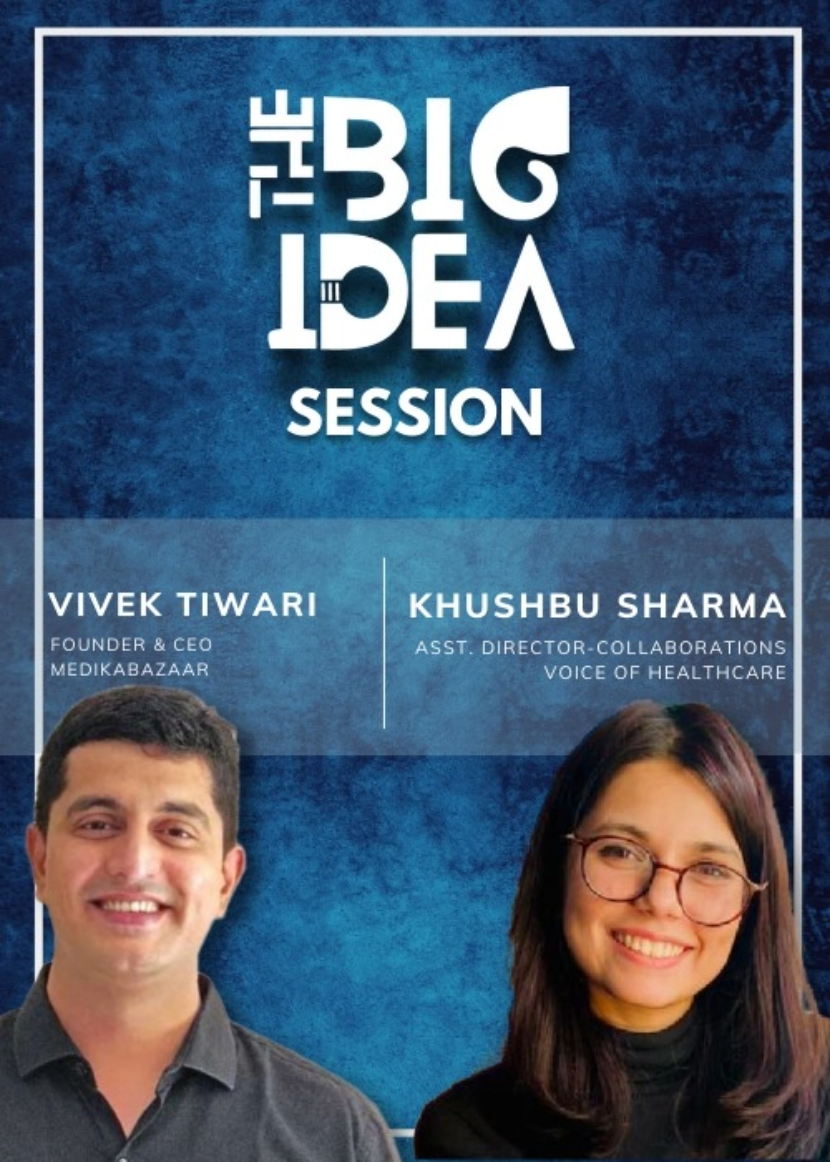 THE BIG
IDEA
SESSION
VIVEK TIWARI
FOUNDER & CEO
MEDIKABAZAAR
KHUSHBU SHARMA
ASST. DIRECTOR-COLLABORATIONS
VOICE OF HEALTHCARE